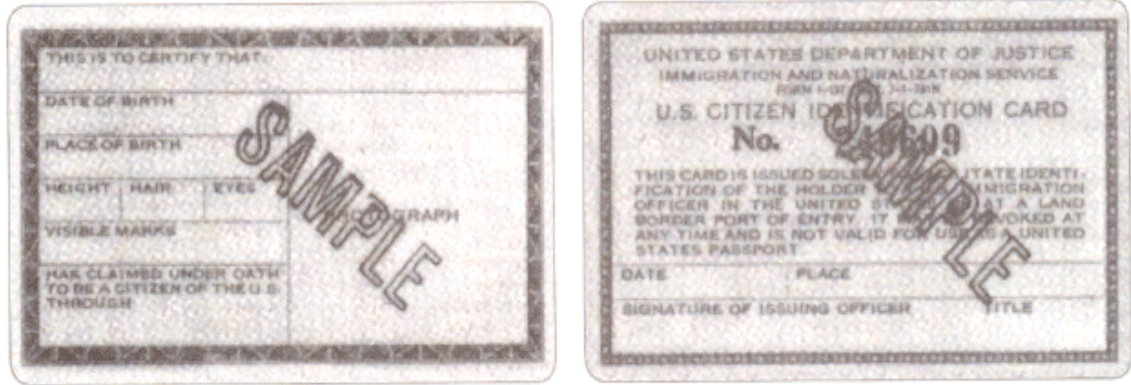 THIS IS TO CERTIFY THAT:
DATE OF BIRTH
PLACE OF BIRTH
HEIGHT HAIR EYES
VISIBLE MARKS
HAS CLAIMED UNDER OATH
TO BE A CITIZEN OF THE U.S.
THROUGH
SAMPLE
UNITED STATES DEPARTMENT OF JUSTICE
IMMIGRATION AND NATURALIZATION SERVICE
FORM
U.S. CITIZEN IDENTIFICATION CARD
No.
THIS CARD IS ISSUED IDENTI-
FICATION OF THE HOLDER IMMIGRATION
OFFICER IN THE UNITED AT A LAND
BORDER PORT OF ENTRY. IT AT
ANY TIME AND IS NOT VALID FOR USE AS A UNITED
STATES PASSPORT
DATE PLACE
SIGNATURE OF ISSUING OFFICER TITLE
SAMPLE